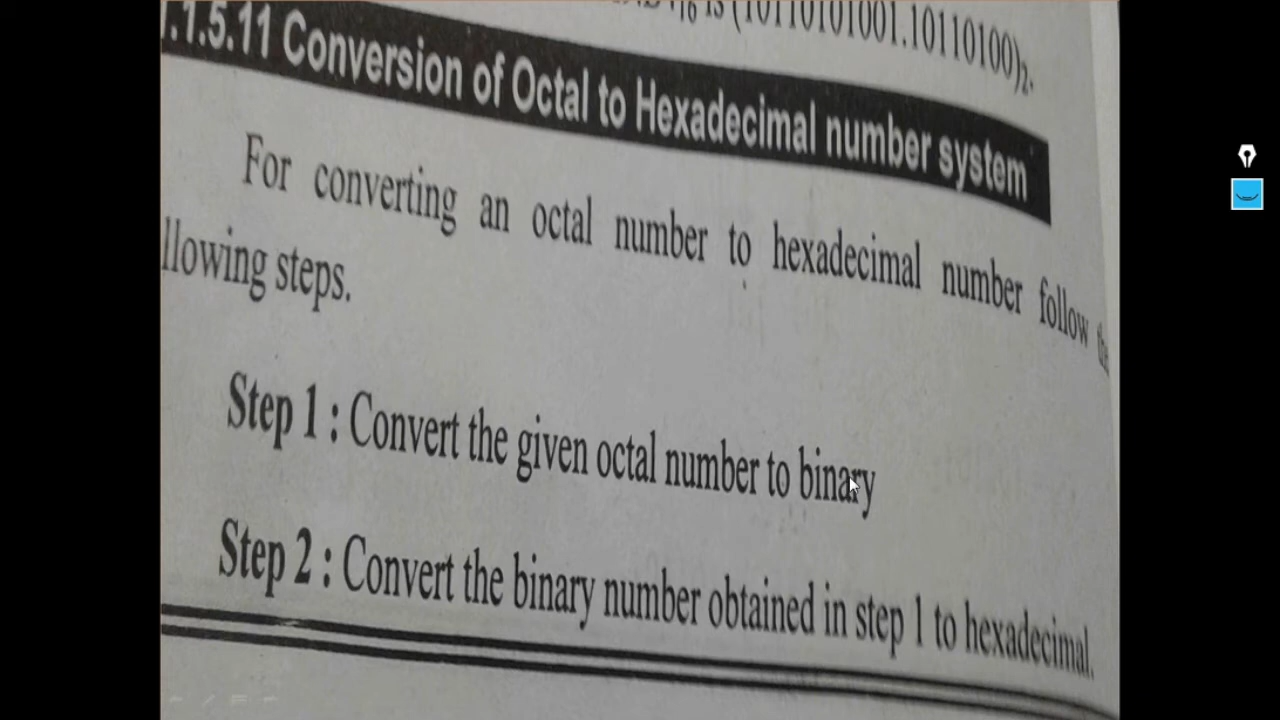 is (10110101001.10110100)₂.
.1.5.11 Conversion of Octal to Hexadecimal number system
For converting an octal number to hexadecimal number follow the
llowing steps.
Step 1 : Convert the given octal number to binary
Step 2 : Convert the binary number obtained in step 1 to hexadecimal.